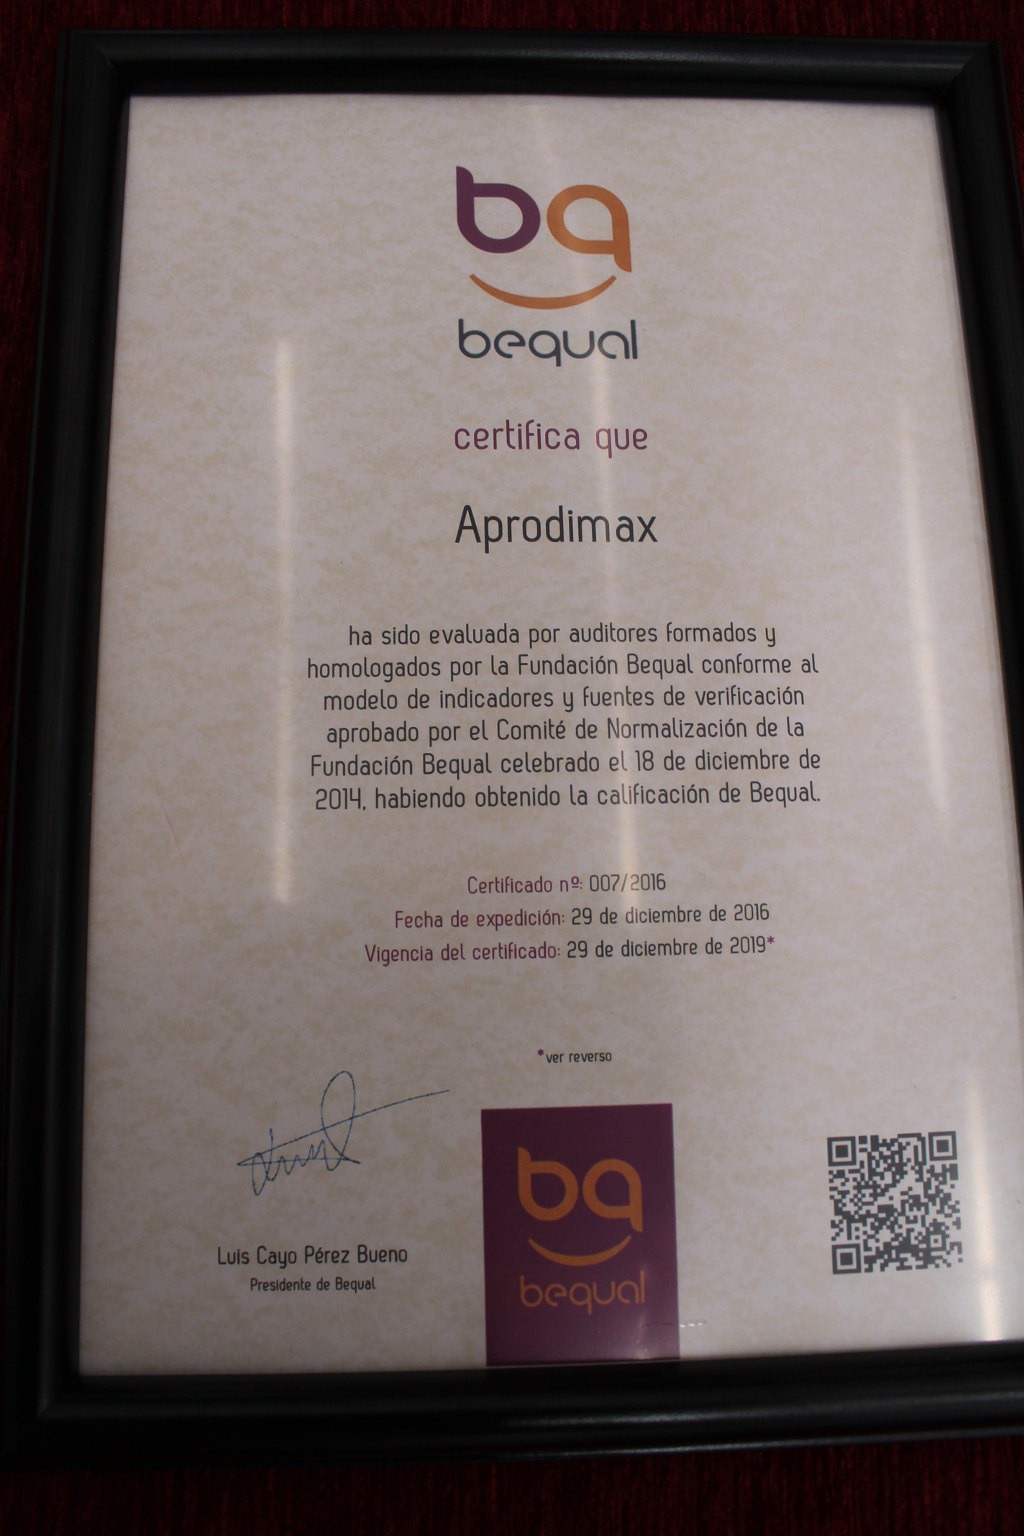 bq
bequal
certifica que
Aprodimax
ha sido evaluada por auditores formados y
homologados por la Fundación Bequal conforme al
modelo de indicadores y fuentes de verificación
aprobado por el Comité de Normalización de la
Fundación Bequal celebrado el 18 de diciembre de
2014, habiendo obtenido la calificación de Bequal.
Certificado nº: 007/2016
Fecha de expedición: 29 de diciembre de 2016
Vigencia del certificado: 29 de diciembre de 2019*
*ver reverso
Luis Cayo Pérez Bueno
Presidente de Bequal
bq
bequal